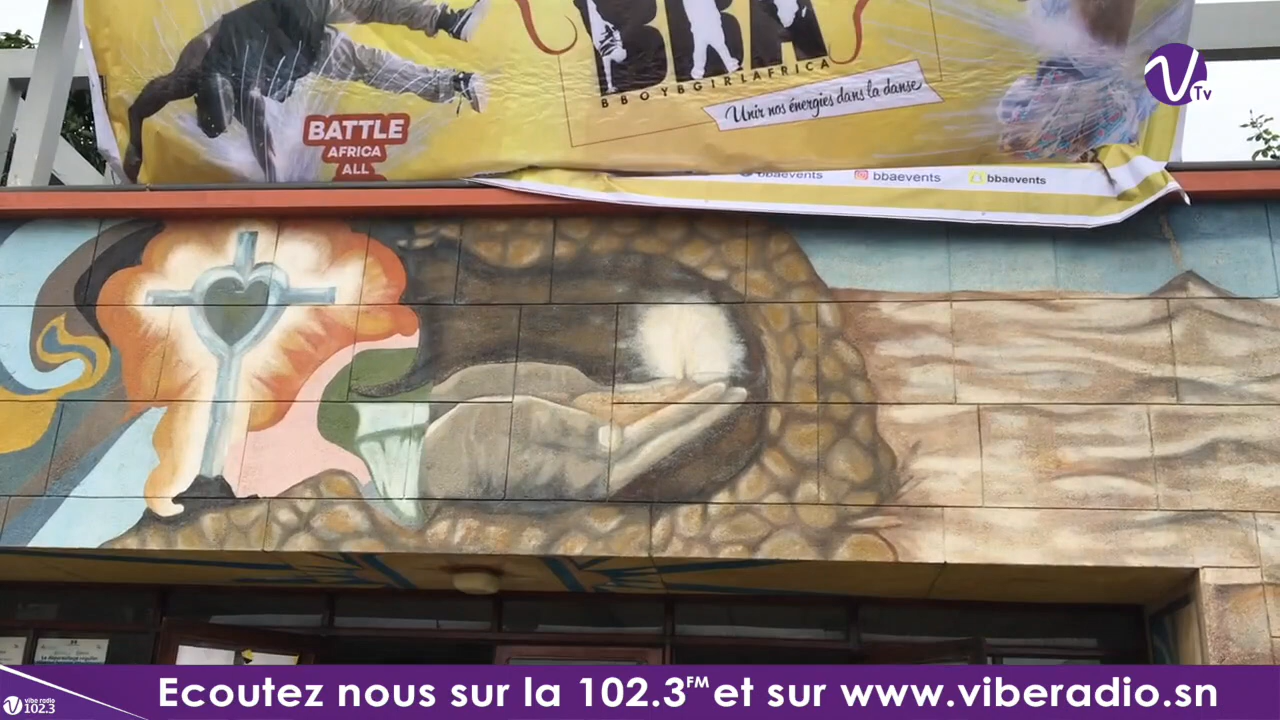 BBA
BBOYBGIRLAFRICA
Unir nos énergies dans la danse
BATTLE
AFRICA
ALL
bbaevents bbaevents bbaevents
V Tv
vibe radio
102.3
Ecoutez nous sur la 102.3FM et sur www.viberadio.sn